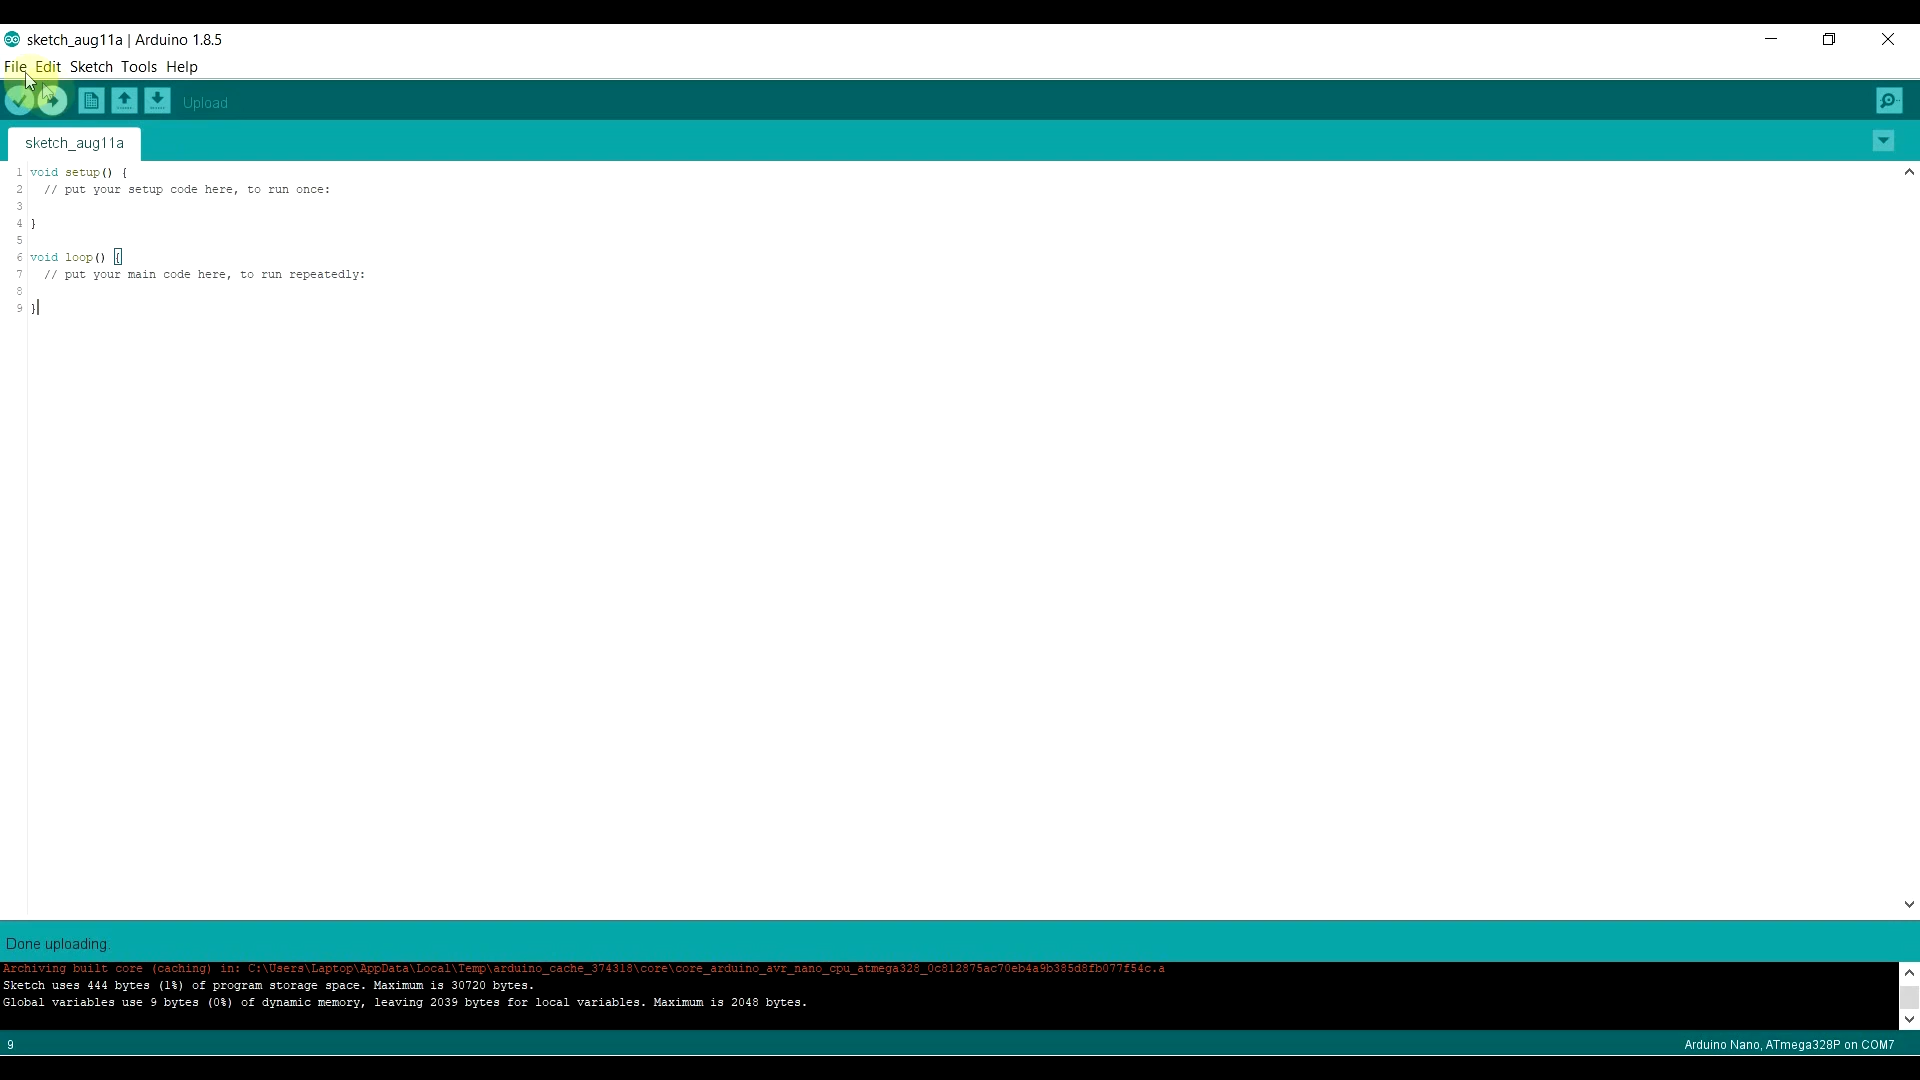 sketch_aug11a | Arduino 1.8.5
File Edit Sketch Tools Help
Upload
sketch_aug11a
1 void setup() {
2 // put your setup code here, to run once:
3
4 }
5
6 void loop() {
7 // put your main code here, to run repeatedly:
8
9 }
Done uploading.
Archiving built core (caching) in: C:\Users\Laptop\AppData\Local\Temp\arduino_cache_374318\core\core_arduino_avr_nano_cpu_atmega328_0c812875ac70eb4a9b385d8fb077f54c.a
Sketch uses 444 bytes (1%) of program storage space. Maximum is 30720 bytes.
Global variables use 9 bytes (0%) of dynamic memory, leaving 2039 bytes for local variables. Maximum is 2048 bytes.
9
Arduino Nano, ATmega328P on COM7